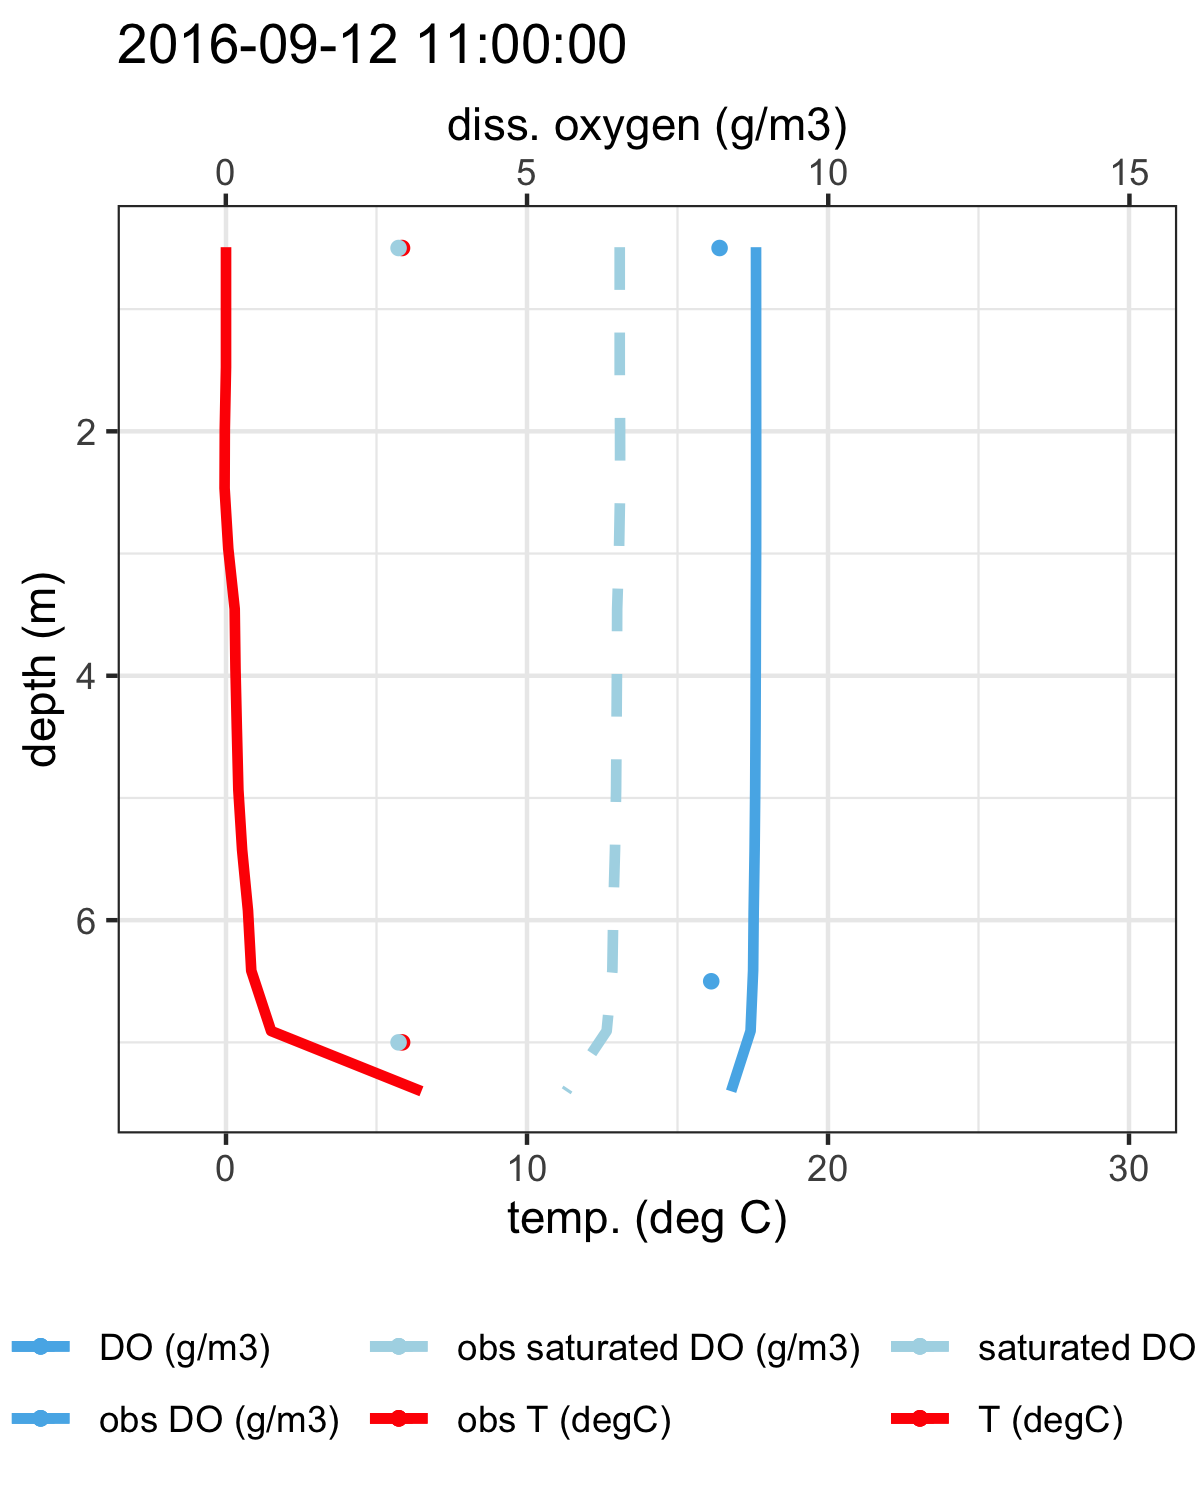 2016-09-12 11:00:00
diss. oxygen (g/m3)
0 5 10 15
depth (m)
2
4
6
0 10 20 30
temp. (deg C)
DO (g/m3) obs saturated DO (g/m3) saturated DO
obs DO (g/m3) obs T (degC) T (degC)